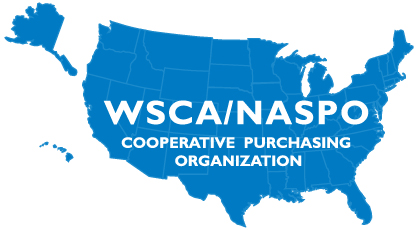 WSCA/NASPO
COOPERATIVE PURCHASING
ORGANIZATION